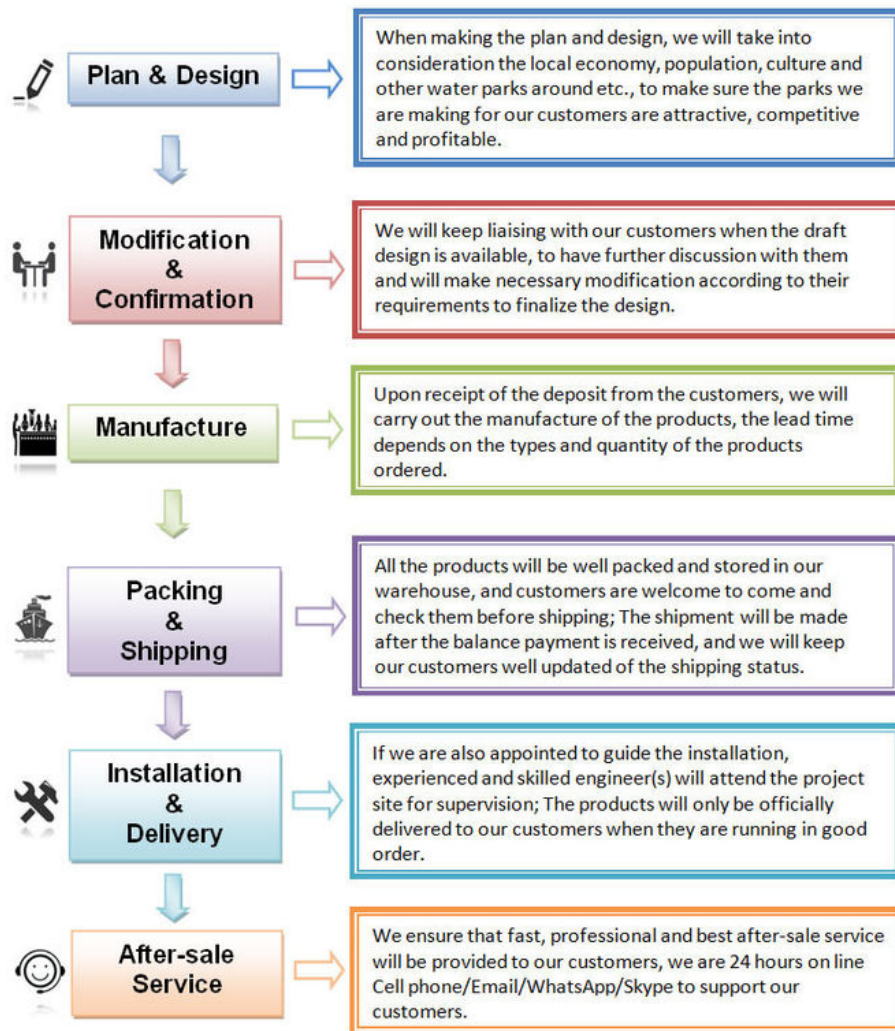 Plan & Design
When making the plan and design, we will take into
consideration the local economy, population, culture and
other water parks around etc., to make sure the parks we
are making for our customers are attractive, competitive
and profitable.
Modification
&
Confirmation
We will keep liaising with our customers when the draft
design is available, to have further discussion with them
and will make necessary modification according to their
requirements to finalize the design.
Manufacture
Upon receipt of the deposit from the customers, we will
carry out the manufacture of the products, the lead time
depends on the types and quantity of the products
ordered.
Packing
&
Shipping
All the products will be well packed and stored in our
warehouse, and customers are welcome to come and
check them before shipping; The shipment will be made
after the balance payment is received, and we will keep
our customers well updated of the shipping status.
Installation
&
Delivery
If we are also appointed to guide the installation,
experienced and skilled engineer(s) will attend the project
site for supervision; The products will only be officially
delivered to our customers when they are running in good
order.
After-sale
Service
We ensure that fast, professional and best after-sale service
will be provided to our customers, we are 24 hours on line
Cell phone/Email/WhatsApp/Skype to support our
customers.